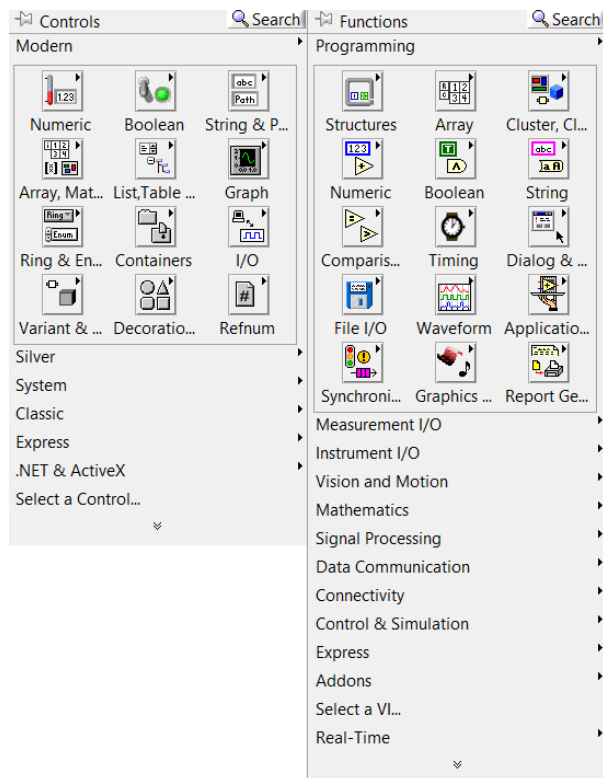 Controls Search
Modern
Numeric Boolean String & P...
Array, Mat... List,Table ... Graph
Ring & En... Containers I/O
Variant & ... Decoratio... Refnum
Silver
System
Classic
Express
.NET & ActiveX
Select a Control...
Functions Search
Programming
Structures Array Cluster, Cl...
Numeric Boolean String
Comparis... Timing Dialog & ...
File I/O Waveform Applicatio...
Synchroni... Graphics ... Report Ge...
Measurement I/O
Instrument I/O
Vision and Motion
Mathematics
Signal Processing
Data Communication
Connectivity
Control & Simulation
Express
Addons
Select a VI...
Real-Time